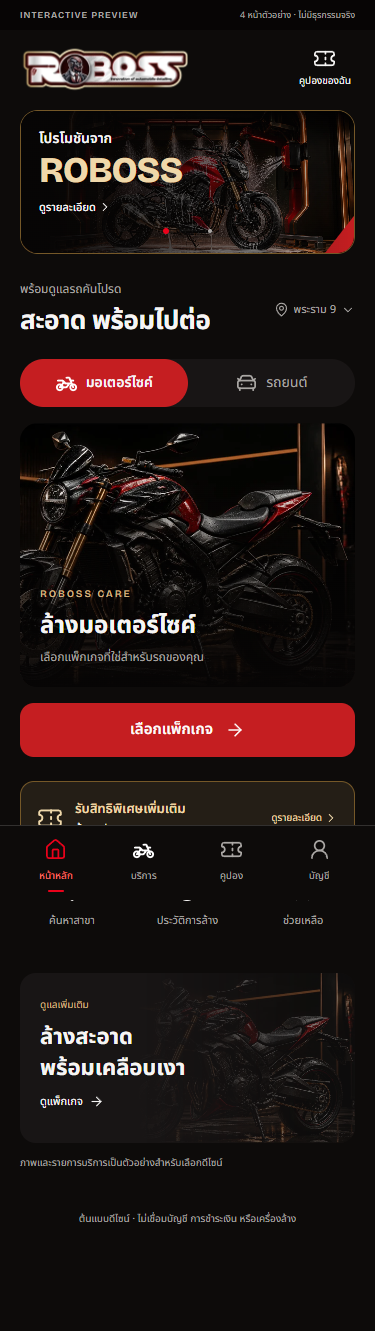 INTERACTIVE PREVIEW
4 หน้าตัวอย่าง · ไม่มีธุรกรรมจริง
ROBOSS
คูปองของฉัน
โปรโมชันจาก
ROBOSS
ดูรายละเอียด
พร้อมดูแลรถคันโปรด
สะอาด พร้อมไปต่อ
พระราม 9
มอเตอร์ไซค์
รถยนต์
ROBOSS CARE
ล้างมอเตอร์ไซค์
เลือกแพ็กเกจที่ใช่สำหรับรถของคุณ
เลือกแพ็กเกจ
รับสิทธิพิเศษเพิ่มเติม
ดูรายละเอียด
หน้าหลัก
บริการ
คูปอง
บัญชี
ค้นหาสาขา
ประวัติการล้าง
ช่วยเหลือ
ดูแลเพิ่มเติม
ล้างสะอาด
พร้อมเคลือบเงา
ดูแพ็กเกจ
ภาพและรายการบริการเป็นตัวอย่างสำหรับเลือกดีไซน์
ต้นแบบดีไซน์ · ไม่เชื่อมบัญชี การชำระเงิน หรือเครื่องล้าง